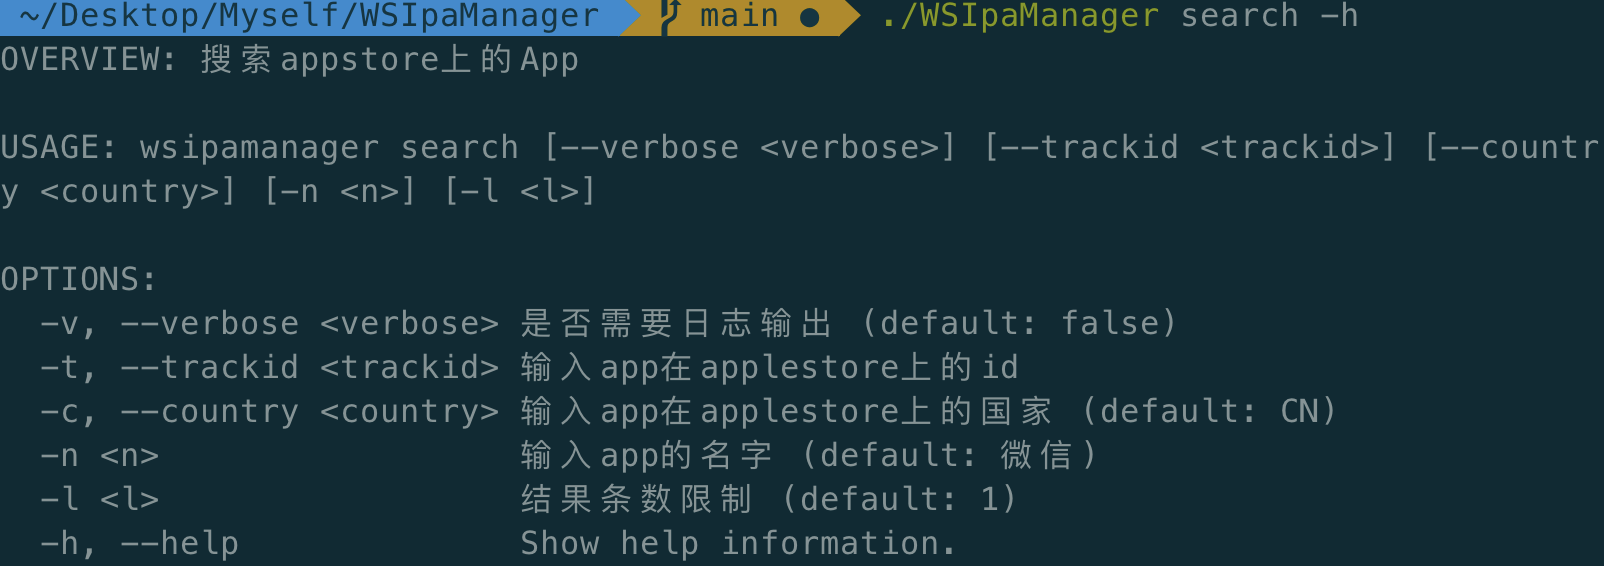 ~/Desktop/Myself/WSIpaManager main ● ./WSIpaManager search -h
OVERVIEW: 搜索appstore上的App
USAGE: wsipamanager search [--verbose <verbose>] [--trackid <trackid>] [--countr
y <country>] [-n <n>] [-l <l>]
OPTIONS:
-v, --verbose <verbose> 是否需要日志输出 (default: false)
-t, --trackid <trackid> 输入app在applestore上的id
-c, --country <country> 输入app在applestore上的国家 (default: CN)
-n <n> 输入app的名字 (default: 微信)
-l <l> 结果条数限制 (default: 1)
-h, --help Show help information.